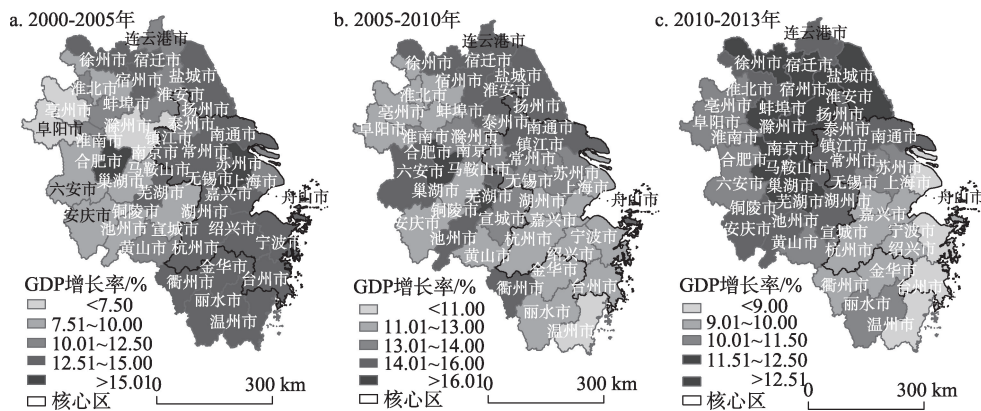 a. 2000-2005年
连云港市
徐州市
宿迁市
淮北市
宿州市
盐城市
淮安市
亳州市
蚌埠市
扬州市
阜阳市
滁州市
泰州市
淮南市
镇江市
南通市
合肥市
南京市
常州市
马鞍山市
苏州市
巢湖市
无锡市
上海市
六安市
芜湖市
嘉兴市
舟山市
安庆市
铜陵市
湖州市
池州市
宣城市
绍兴市
宁波市
黄山市
杭州市
金华市
衢州市
台州市
丽水市
温州市
GDP增长率/%
<7.50
7.51~10.00
10.01~12.50
12.51~15.00
>15.01
核心区
0
300 km
b. 2005-2010年
连云港市
徐州市
宿迁市
宿州市
盐城市
淮北市
淮安市
亳州市
蚌埠市
扬州市
阜阳市
泰州市
淮南市
滁州市
南通市
合肥市
南京市
镇江市
常州市
六安市
马鞍山市
苏州市
无锡市
上海市
巢湖市
芜湖市
湖州市
舟山市
铜陵市
安庆市
宣城市
嘉兴市
池州市
杭州市
宁波市
黄山市
绍兴市
金华市
衢州市
台州市
丽水市
温州市
GDP增长率/%
<11.00
11.01~13.00
13.01~14.00
14.01~16.00
>16.01
核心区
0
300 km
c. 2010-2013年
连云港市
徐州市
宿迁市
淮北市
宿州市
盐城市
亳州市
蚌埠市
淮安市
阜阳市
滁州市
扬州市
淮南市
泰州市
南通市
合肥市
南京市
镇江市
马鞍山市
常州市
苏州市
六安市
巢湖市
无锡市
上海市
铜陵市
芜湖市
湖州市
舟山市
池州市
嘉兴市
安庆市
宣城市
宁波市
黄山市
杭州市
绍兴市
金华市
衢州市
台州市
丽水市
温州市
GDP增长率/%
<9.00
9.01~10.00
10.01~11.50
11.51~12.50
>12.51
核心区
0
300 km